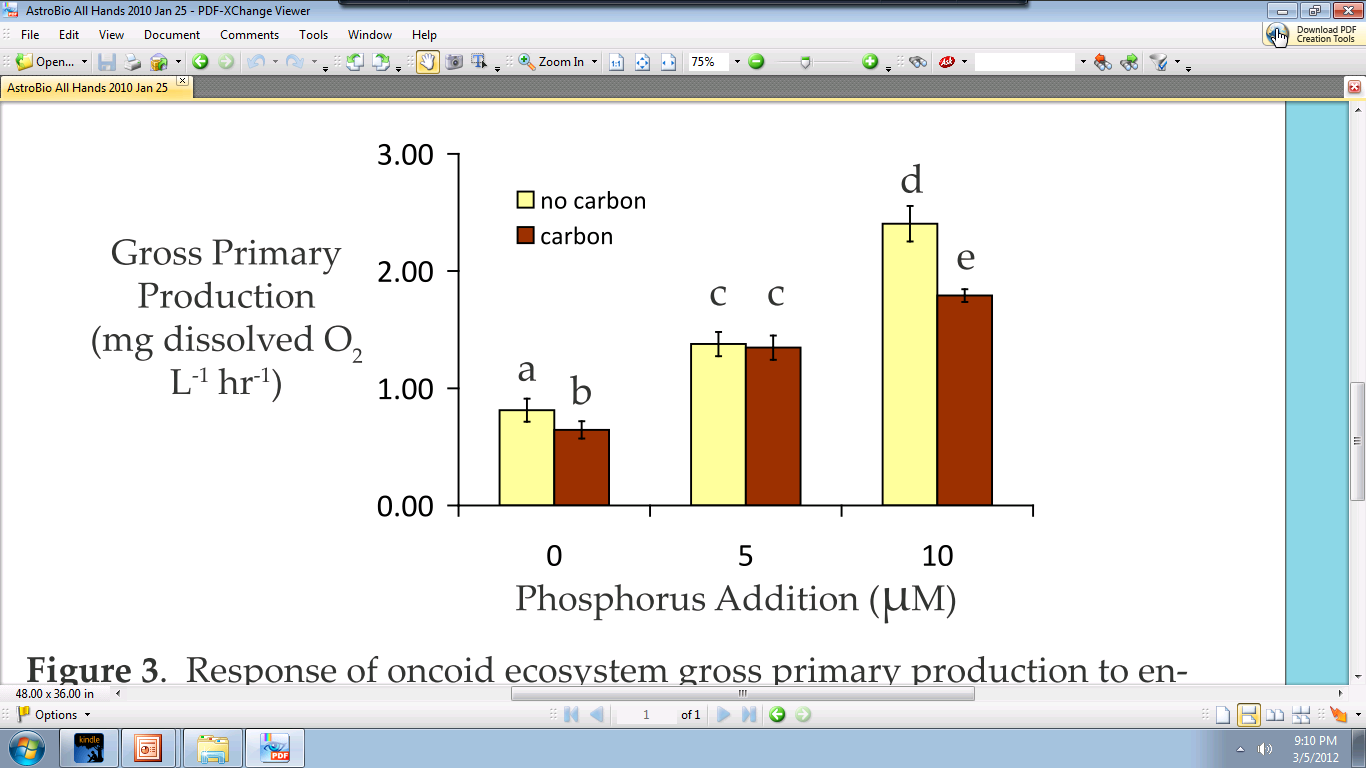 AstroBio All Hands 2010 Jan 25 - PDF-XChange Viewer
File Edit View Document Comments Tools Window Help
Download PDF
Creation Tools
Open... Zoom In 75% Ask
AstroBio All Hands 2010 Jan 25
3.00
2.00
1.00
0.00
Gross Primary
Production
(mg dissolved O₂
L⁻¹ hr⁻¹)
no carbon
carbon
a
b
c c
d
e
0 5 10
Phosphorus Addition (µM)
Figure 3. Response of oncoid ecosystem gross primary production to en-
48.00 x 36.00 in
Options 1 of 1
kindle
PDF
9:10 PM
3/5/2012